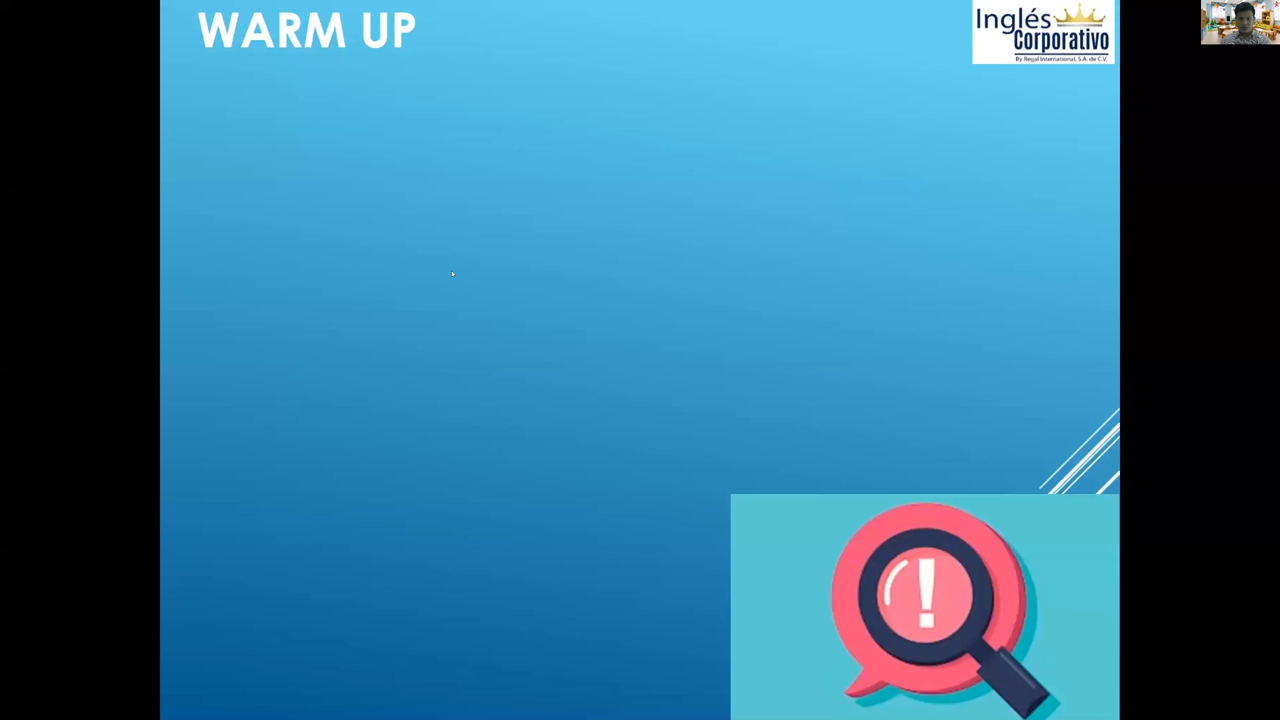 WARM UP
Inglés
Corporativo
By Regal International, S.A. de C.V.
!